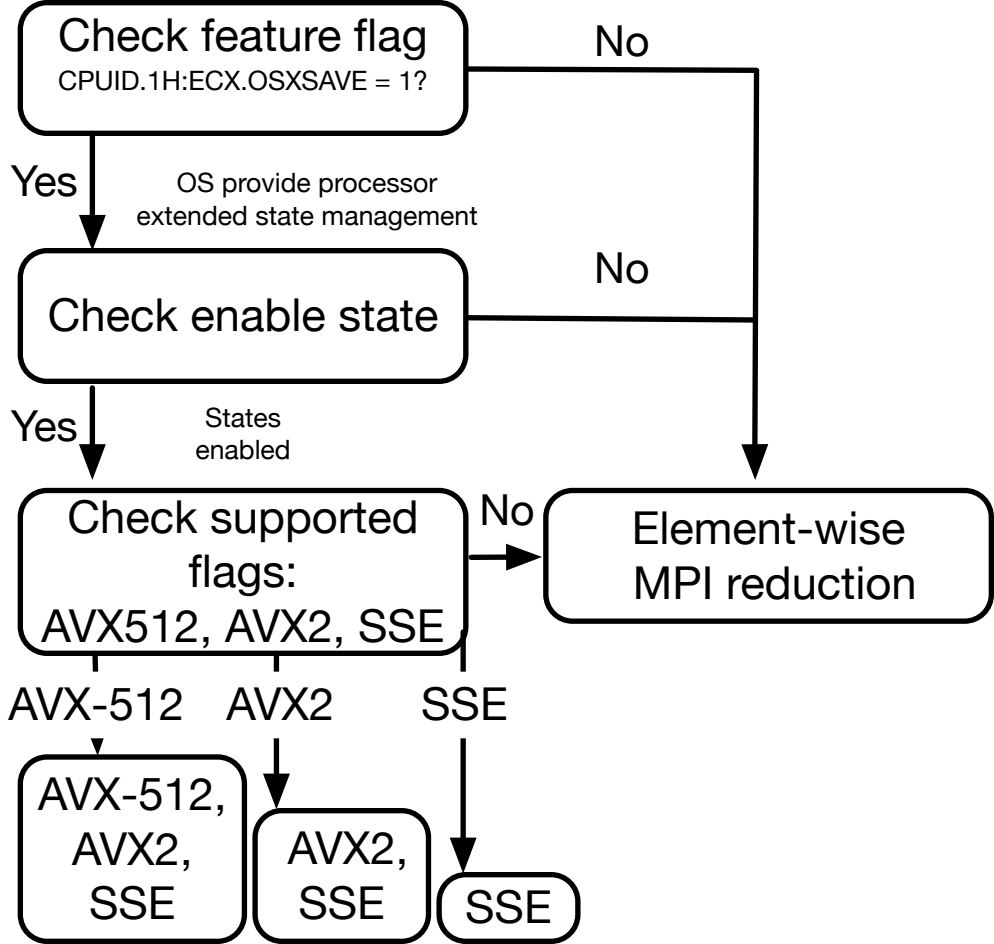 Check feature flag
CPUID.1H:ECX.OSXSAVE = 1?
No
Yes
OS provide processor
extended state management
Check enable state
No
Yes
States
enabled
Check supported
flags:
AVX512, AVX2, SSE
No
Element-wise
MPI reduction
AVX-512
AVX2
SSE
AVX-512,
AVX2,
SSE
AVX2,
SSE
SSE